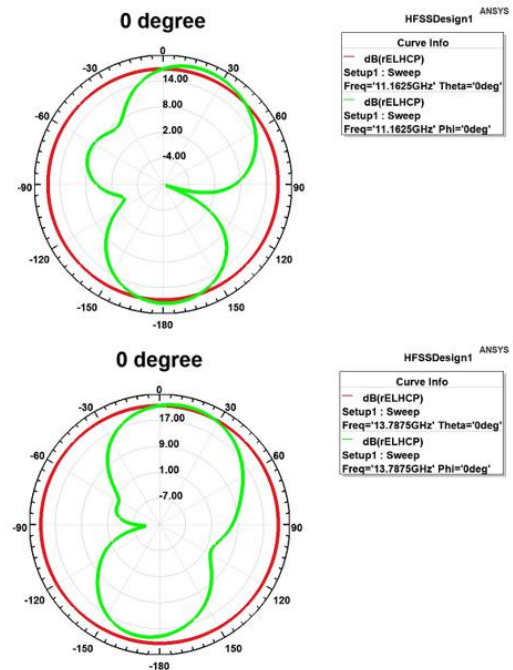 0 degree
0
-30
30
14.00
8.00
-60
60
2.00
-4.00
-90
90
-120
120
-150
150
-180
HFSSDesign1
ANSYS
Curve Info
dB(rELHCP)
Setup1 : Sweep
Freq='11.1625GHz' Theta='0deg'
dB(rELHCP)
Setup1 : Sweep
Freq='11.1625GHz' Phi='0deg'
0 degree
0
-30
30
17.00
9.00
-60
60
1.00
-7.00
-90
90
-120
120
-150
150
-180
HFSSDesign1
ANSYS
Curve Info
dB(rELHCP)
Setup1 : Sweep
Freq='13.7875GHz' Theta='0deg'
dB(rELHCP)
Setup1 : Sweep
Freq='13.7875GHz' Phi='0deg'